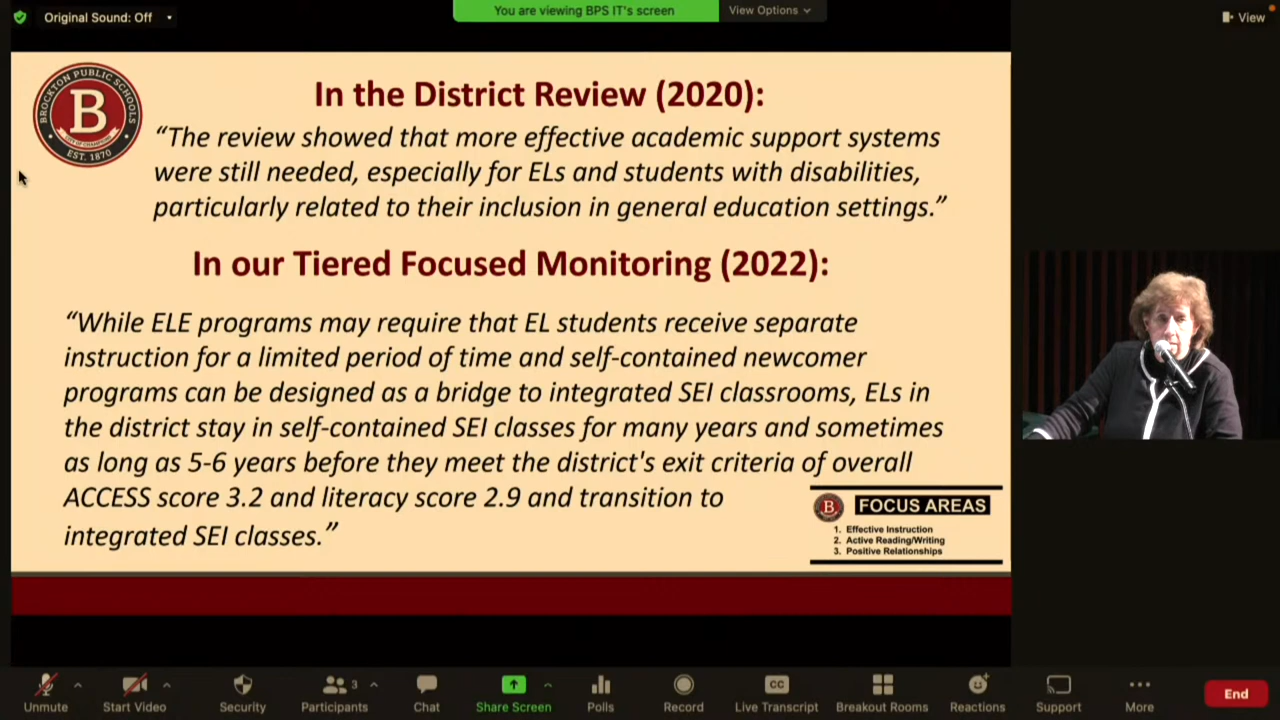 Original Sound: Off
You are viewing BPS IT's screen
View Options
View
BROCKTON PUBLIC SCHOOLS
B
EST. 1870
In the District Review (2020):
“The review showed that more effective academic support systems
were still needed, especially for ELs and students with disabilities,
particularly related to their inclusion in general education settings.”
In our Tiered Focused Monitoring (2022):
“While ELE programs may require that EL students receive separate
instruction for a limited period of time and self-contained newcomer
programs can be designed as a bridge to integrated SEI classrooms, ELs in
the district stay in self-contained SEI classes for many years and sometimes
as long as 5-6 years before they meet the district's exit criteria of overall
ACCESS score 3.2 and literacy score 2.9 and transition to
integrated SEI classes.”
B
FOCUS AREAS
1. Effective Instruction
2. Active Reading/Writing
3. Positive Relationships
Unmute
Start Video
Security
Participants
3
Chat
Share Screen
Polls
Record
CC
Live Transcript
Breakout Rooms
Reactions
Support
More
End